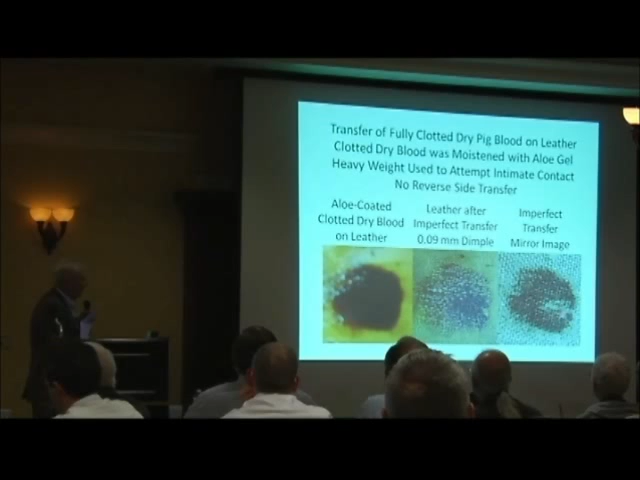 Transfer of Fully Clotted Dry Pig Blood on Leather
Clotted Dry Blood was Moistened with Aloe Gel
Heavy Weight Used to Attempt Intimate Contact
No Reverse Side Transfer
Aloe-Coated
Clotted Dry Blood
on Leather
Leather after
Imperfect Transfer
0.09 mm Dimple
Imperfect
Transfer
Mirror Image